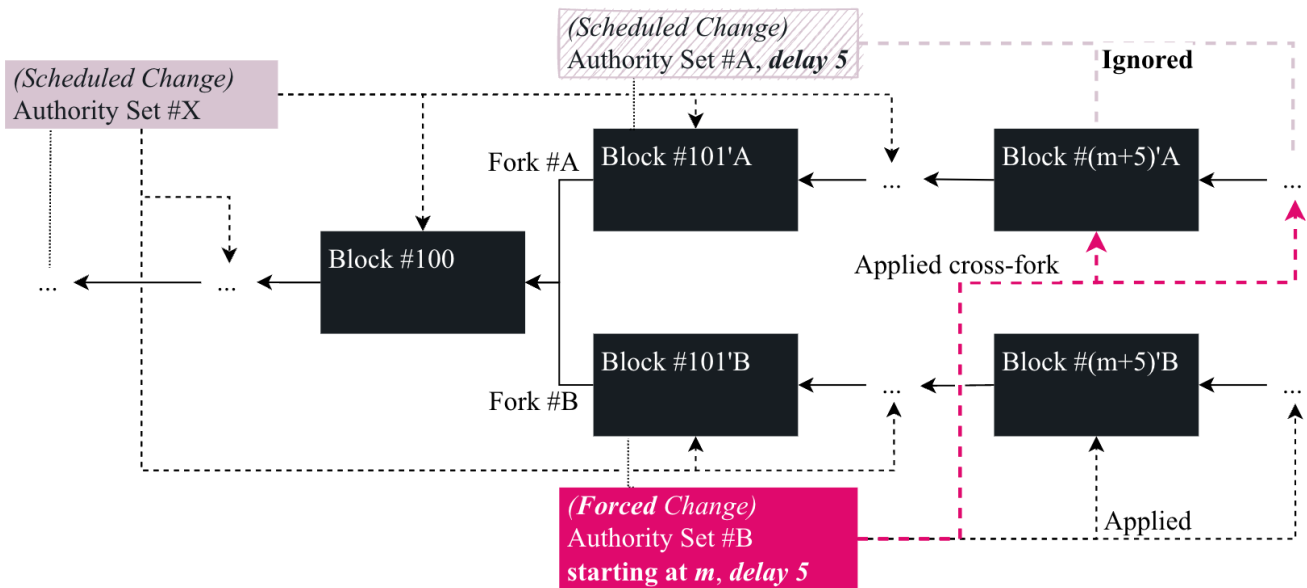 (Scheduled Change)
Authority Set #A, delay 5
Ignored
(Scheduled Change)
Authority Set #X
Fork #A
Block #101'A
...
Block #(m+5)'A
...
Block #100
Applied cross-fork
...
...
Block #101'B
...
Block #(m+5)'B
...
Fork #B
(Forced Change)
Authority Set #B
starting at m, delay 5
Applied